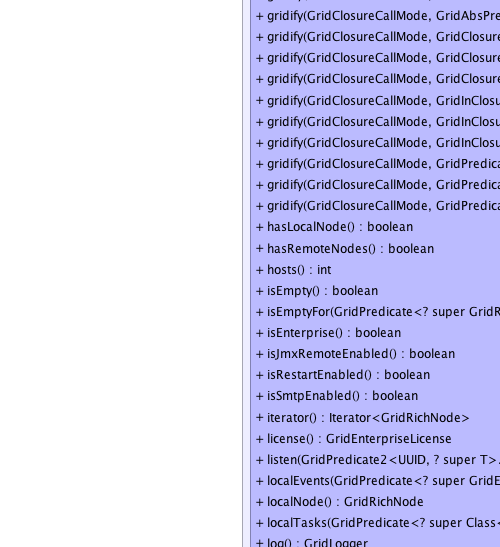 + gridify(GridClosureCallMode, GridAbsPre
+ gridify(GridClosureCallMode, GridClosure
+ gridify(GridClosureCallMode, GridClosure
+ gridify(GridClosureCallMode, GridClosure
+ gridify(GridClosureCallMode, GridInClosu
+ gridify(GridClosureCallMode, GridInClosu
+ gridify(GridClosureCallMode, GridInClosu
+ gridify(GridClosureCallMode, GridPredica
+ gridify(GridClosureCallMode, GridPredica
+ gridify(GridClosureCallMode, GridPredica
+ hasLocalNode() : boolean
+ hasRemoteNodes() : boolean
+ hosts() : int
+ isEmpty() : boolean
+ isEmptyFor(GridPredicate<? super GridR
+ isEnterprise() : boolean
+ isJmxRemoteEnabled() : boolean
+ isRestartEnabled() : boolean
+ isSmtpEnabled() : boolean
+ iterator() : Iterator<GridRichNode>
+ license() : GridEnterpriseLicense
+ listen(GridPredicate2<UUID, ? super T>.
+ localEvents(GridPredicate<? super GridE
+ localNode() : GridRichNode
+ localTasks(GridPredicate<? super Class<
+ log() : GridLogger